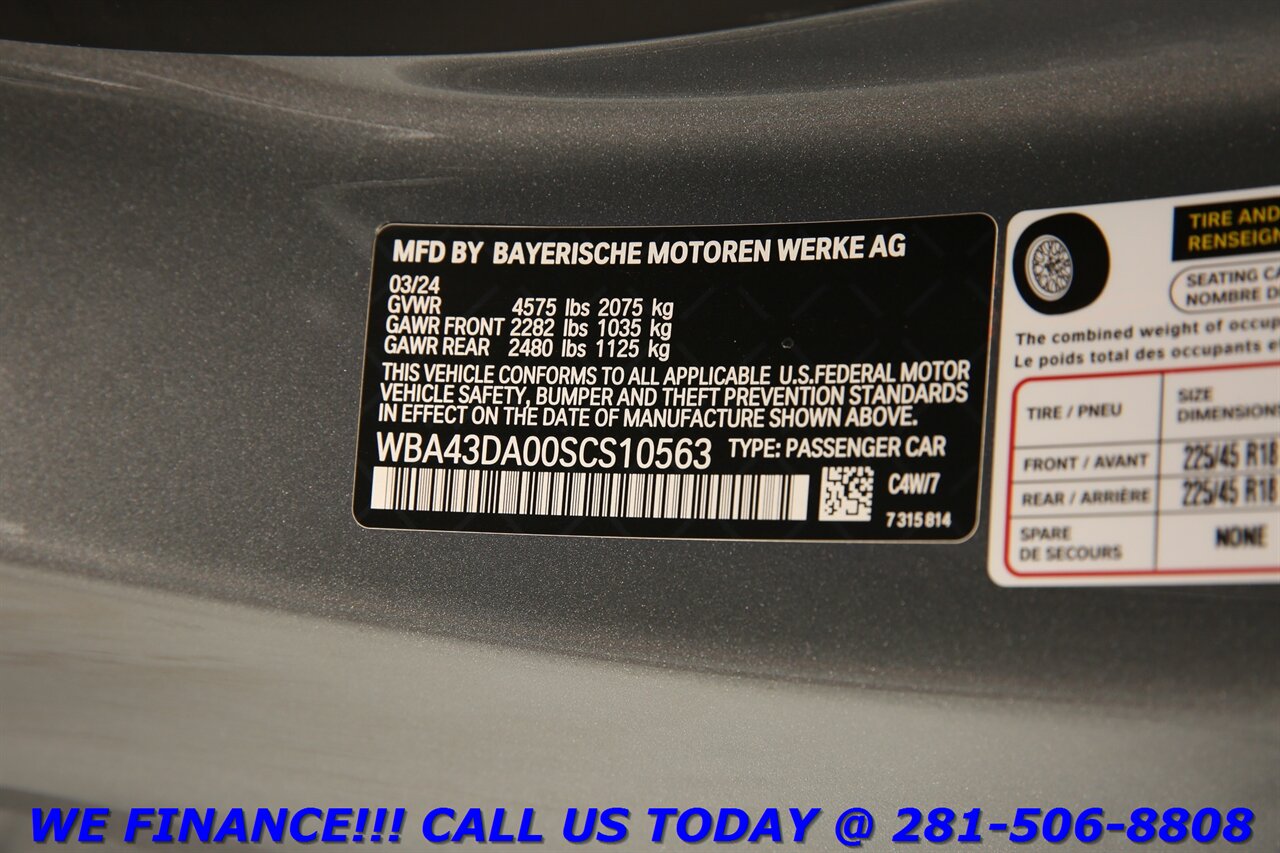 MFD BY BAYERISCHE MOTOREN WERKE AG
03/24
GVWR 4575 lbs 2075 kg
GAWR FRONT 2282 lbs 1035 kg
GAWR REAR 2480 lbs 1125 kg
THIS VEHICLE CONFORMS TO ALL APPLICABLE U.S.FEDERAL MOTOR
VEHICLE SAFETY, BUMPER AND THEFT PREVENTION STANDARDS
IN EFFECT ON THE DATE OF MANUFACTURE SHOWN ABOVE.
WBA43DA00SCS10563 TYPE: PASSENGER CAR
C4W/7
7 315 814
TIRE AND
RENSEIGN
SEATING CA
NOMBRE D
The combined weight of occup
Le poids total des occupants e
TIRE / PNEU
SIZE
DIMENSION
FRONT / AVANT 225/45 R18
REAR / ARRIÈRE 225/45 R18
SPARE
DE SECOURS
NONE
WE FINANCE!!! CALL US TODAY @ 281-506-8808